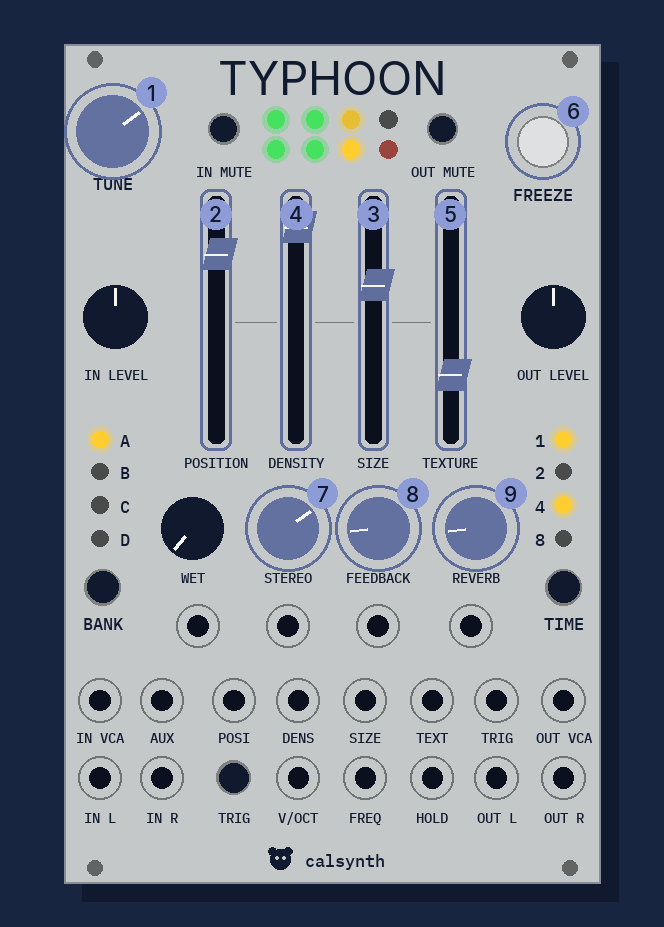 TYPHOON
1
6
IN MUTE
OUT MUTE
TUNE
FREEZE
2
4
3
5
IN LEVEL
OUT LEVEL
A
B
C
D
1
2
4
8
POSITION
DENSITY
SIZE
TEXTURE
7
8
9
WET
STEREO
FEEDBACK
REVERB
BANK
TIME
IN VCA
AUX
POSI
DENS
SIZE
TEXT
TRIG
OUT VCA
IN L
IN R
TRIG
V/OCT
FREQ
HOLD
OUT L
OUT R
calsynth